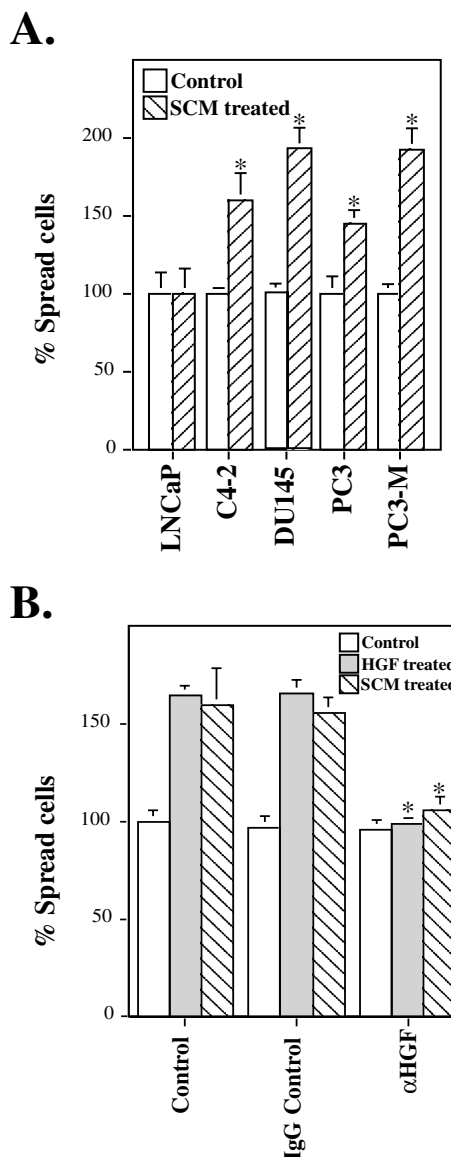 A.
Control
SCM treated
% Spread cells
200
150
100
50
0
*
*
*
*
LNCaP
C4-2
DU145
PC3
PC3-M
B.
Control
HGF treated
SCM treated
% Spread cells
150
100
50
0
*
*
Control
IgG Control
αHGF